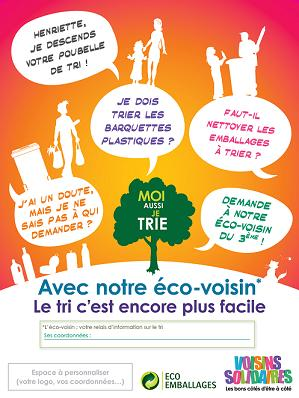 HENRIETTE,
JE DESCENDS
VOTRE POUBELLE
DE TRI !
JE DOIS
TRIER LES
BARQUETTES
PLASTIQUES ?
FAUT-IL
NETTOYER LES
EMBALLAGES
À TRIER ?
J'AI UN DOUTE,
MAIS JE NE
SAIS PAS À QUI
DEMANDER ?
MOI
AUSSI
JE
TRIE
DEMANDE
À NOTRE
ÉCO-VOISIN
DU 3ÈME !
Avec notre éco-voisin*
Le tri c'est encore plus facile
*L'éco-voisin : votre relais d'information sur le tri
Ses coordonnées :
Espace à personnaliser
(votre logo, vos coordonnées...)
ECO
EMBALLAGES
VOISINS
SOLIDAIRES
Les bons côtés d'être à côté